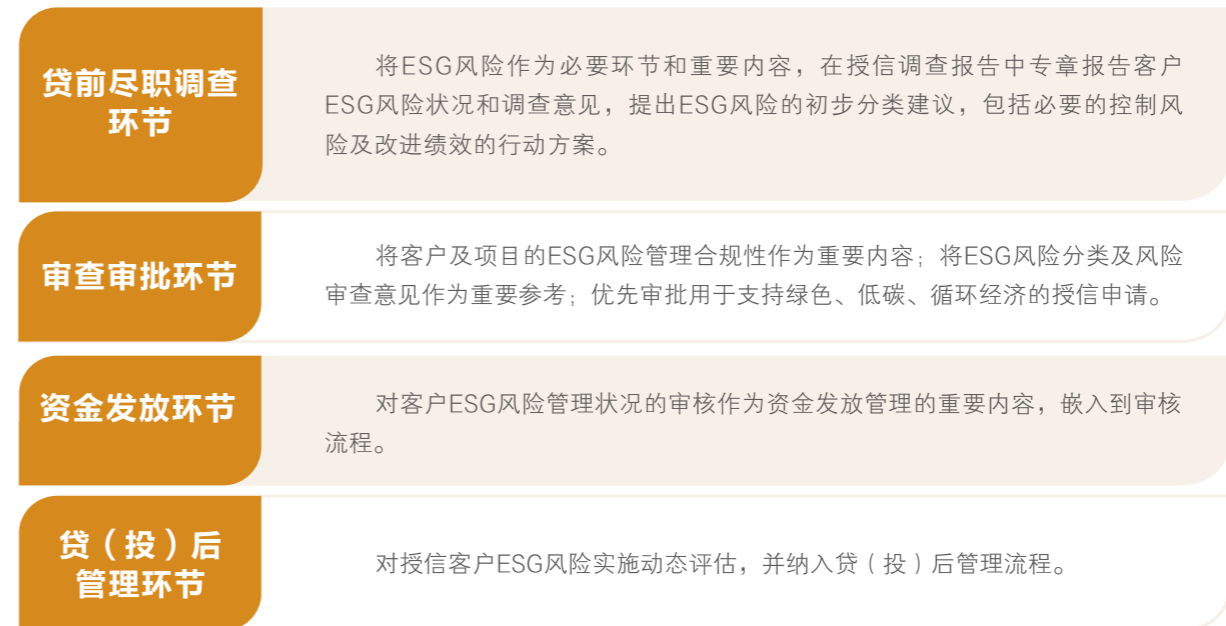 贷前尽职调查
环节
将ESG风险作为必要环节和重要内容，在授信调查报告中专章报告客户
ESG风险状况和调查意见，提出ESG风险的初步分类建议，包括必要的控制风
险及改进绩效的行动方案。
审查审批环节
将客户及项目的ESG风险管理合规性作为重要内容；将ESG风险分类及风险
审查意见作为重要参考；优先审批用于支持绿色、低碳、循环经济的授信申请。
资金发放环节
对客户ESG风险管理状况的审核作为资金发放管理的重要内容，嵌入到审核
流程。
贷（投）后
管理环节
对授信客户ESG风险实施动态评估，并纳入贷（投）后管理流程。